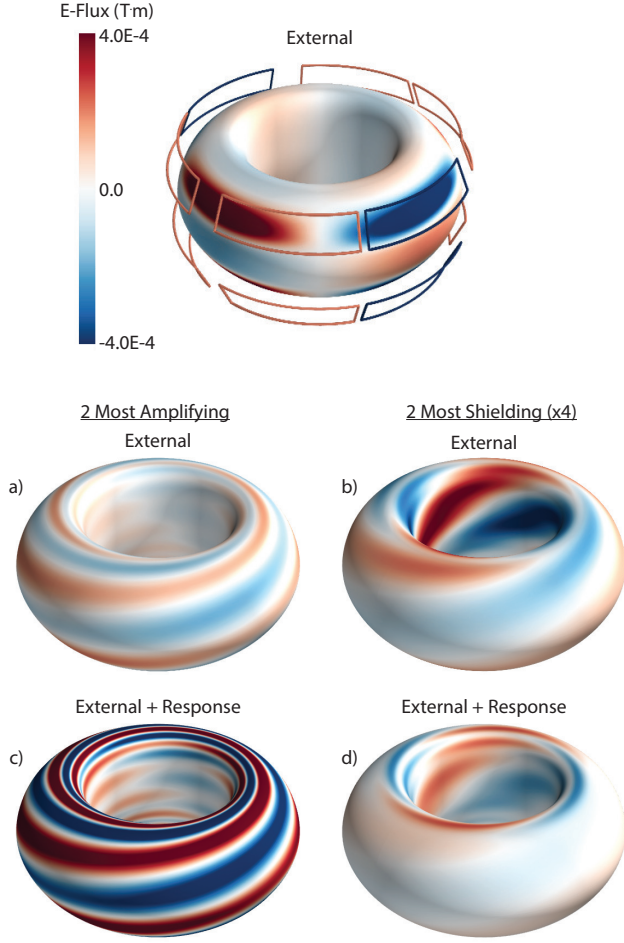 E-Flux (T·m)
4.0E-4
0.0
-4.0E-4
External
2 Most Amplifying
External
2 Most Shielding (x4)
External
a)
b)
External + Response
External + Response
c)
d)